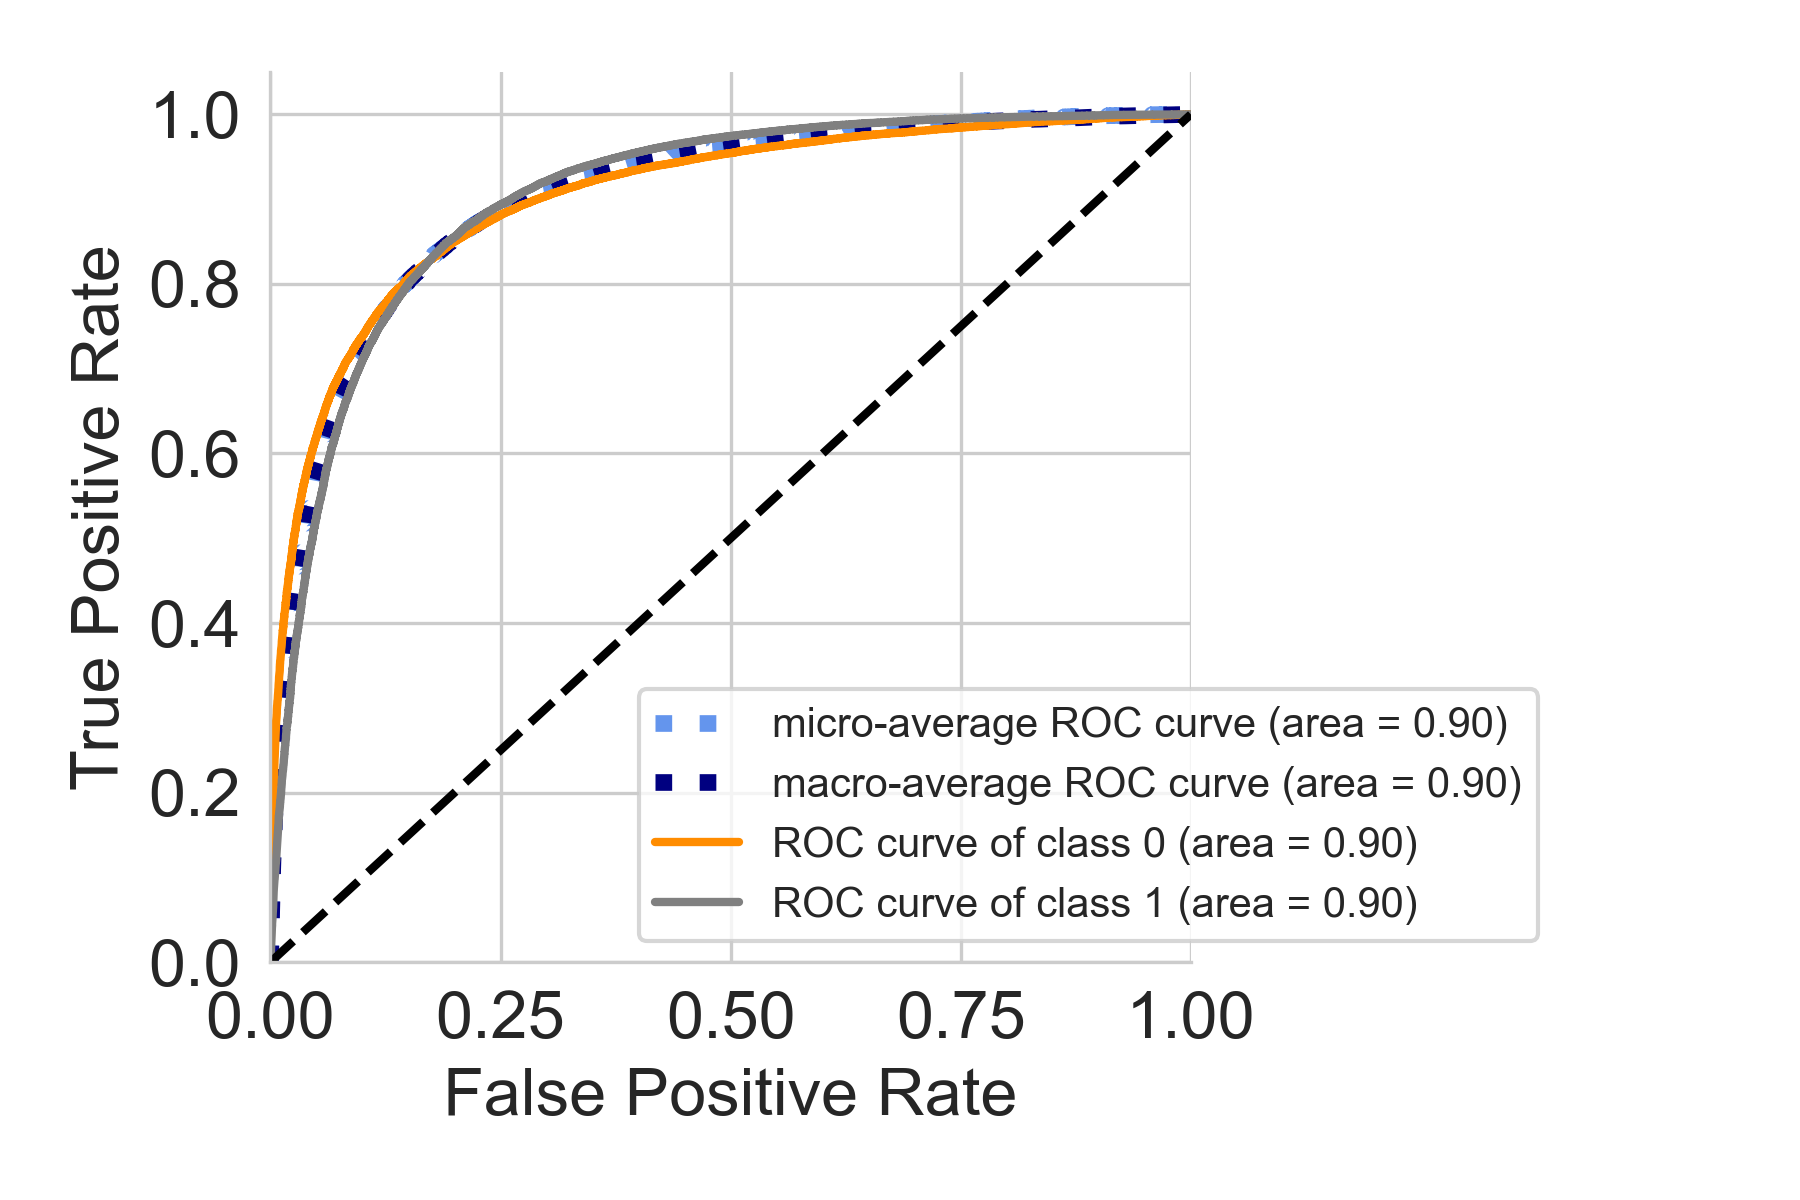 True Positive Rate
1.0
0.8
0.6
0.4
0.2
0.0
0.00 0.25 0.50 0.75 1.00
False Positive Rate
micro-average ROC curve (area = 0.90)
macro-average ROC curve (area = 0.90)
ROC curve of class 0 (area = 0.90)
ROC curve of class 1 (area = 0.90)